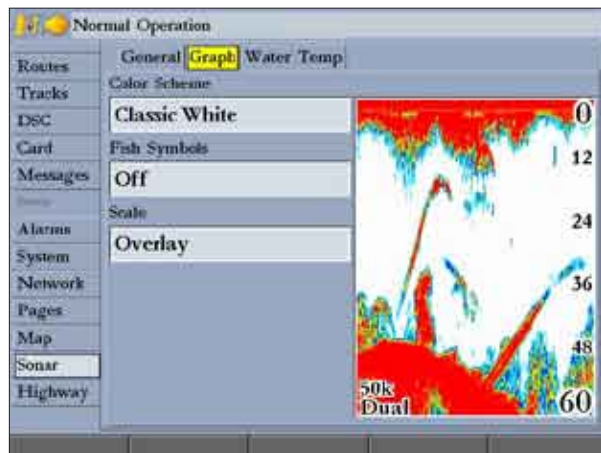 Normal Operation
General Graph Water Temp
Routes
Tracks
DSC
Card
Messages
Alarms
System
Network
Pages
Map
Sonar
Highway
Color Scheme
Classic White
Fish Symbols
Off
Scale
Overlay
0
12
24
36
48
60
50k
Dual